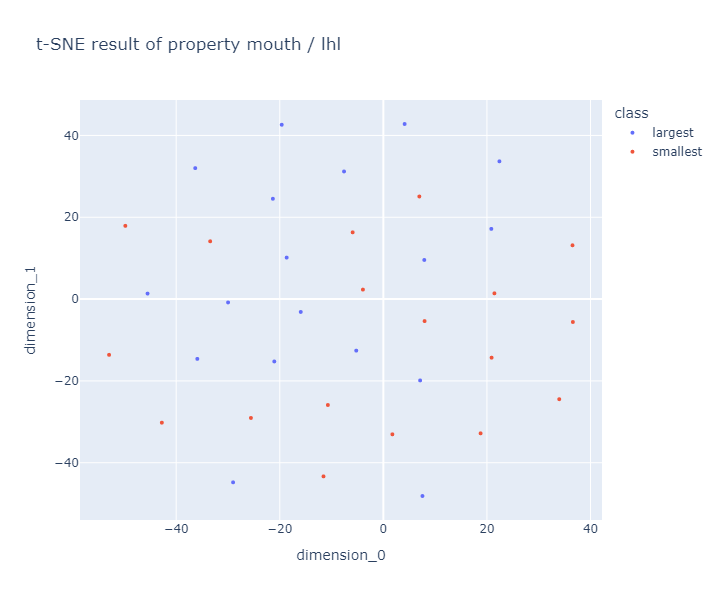 t-SNE result of property mouth / lhl
class
largest
smallest
40
20
0
−20
−40
dimension_1
−40
−20
0
20
40
dimension_0